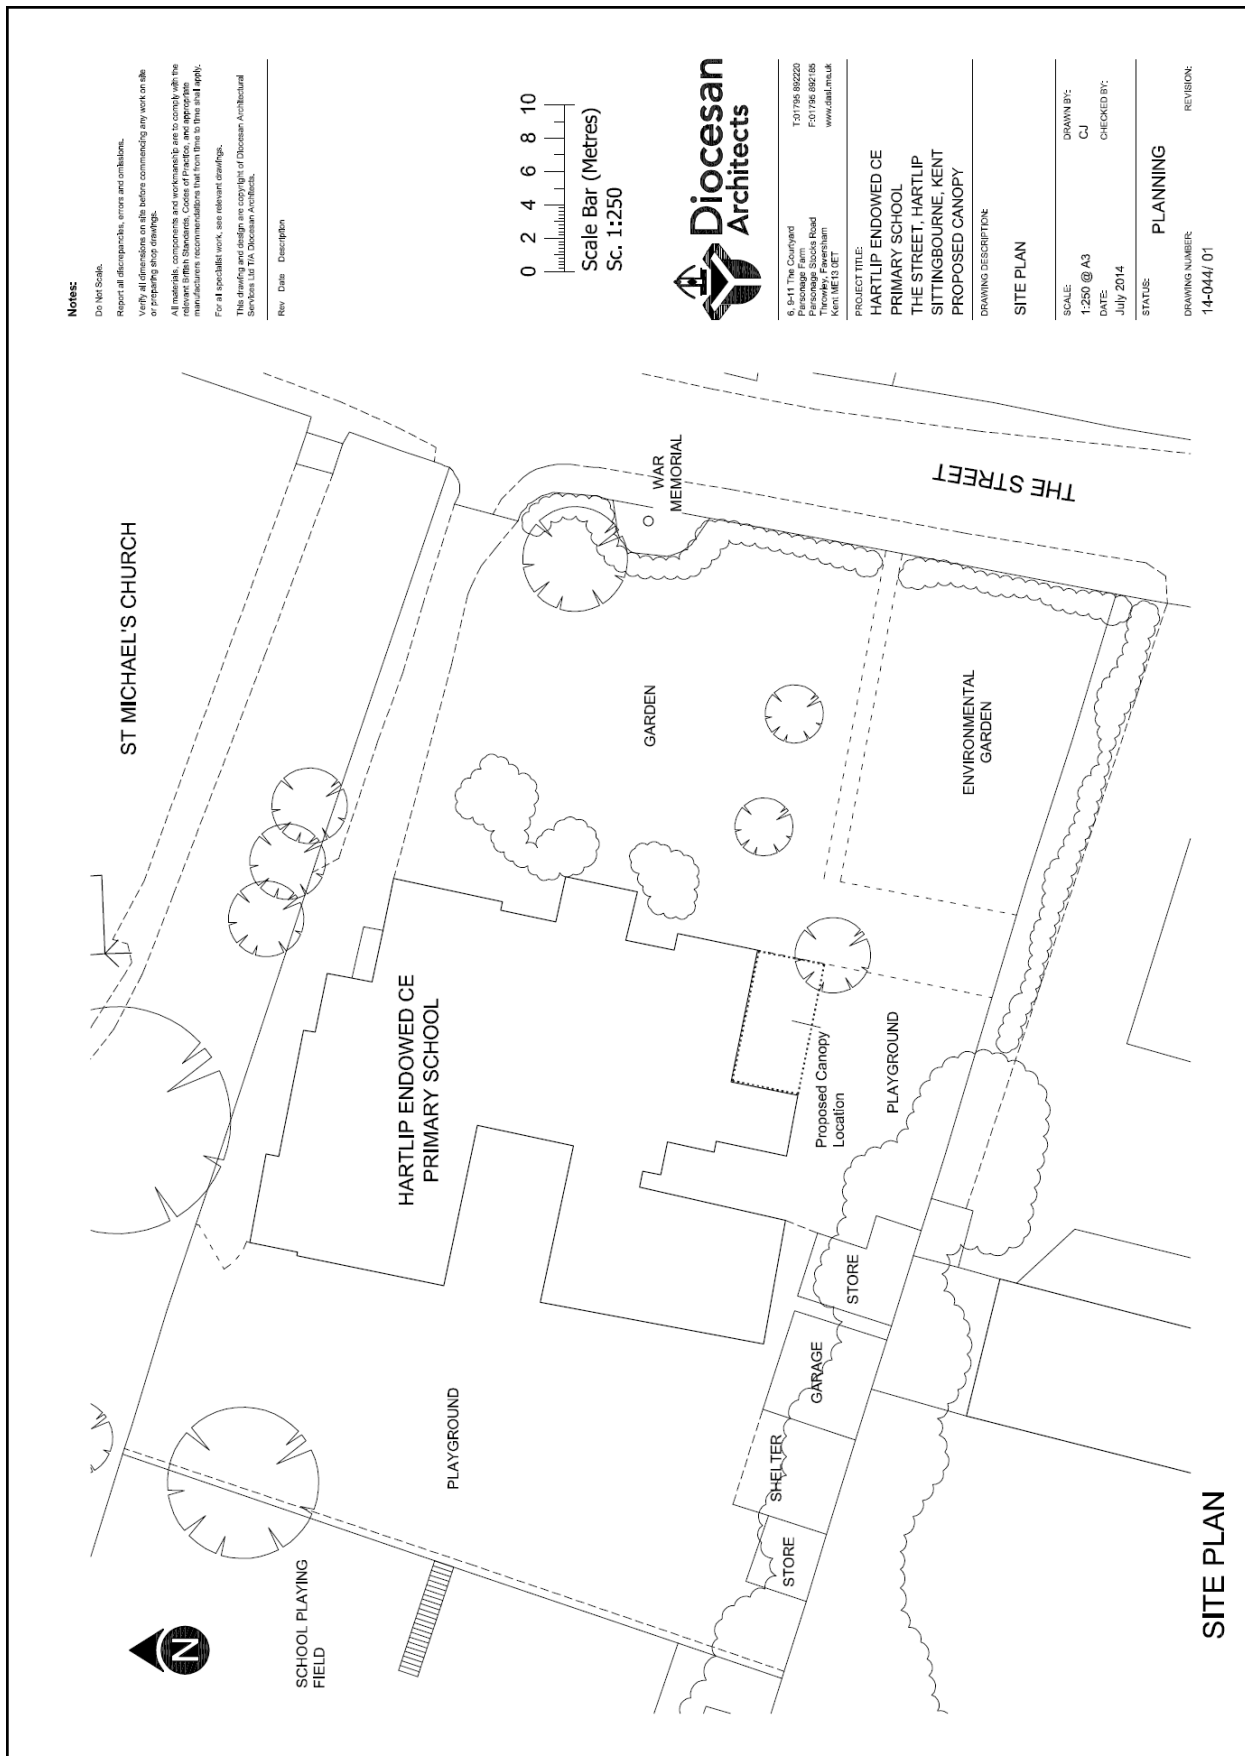 ST MICHAEL'S CHURCH
HARTLIP ENDOWED CE
PRIMARY SCHOOL
SCHOOL PLAYING
FIELD
PLAYGROUND
GARDEN
WAR
MEMORIAL
THE STREET
ENVIRONMENTAL
GARDEN
Proposed Canopy
Location
PLAYGROUND
STORE
GARAGE
SHELTER
STORE
N
SITE PLAN
Notes:
Do Not Scale.
Report all discrepancies, errors and omissions.
Verify all dimensions on site before commencing any work on site
or preparing shop drawings.
All materials, components and workmanship are to comply with the
relevant British Standards, Codes of Practice, and appropriate
manufacturers recommendations that from time to time shall apply.
For all specialist work, see relevant drawings.
This drawing and design are copyright of Diocesan Architectural
Services Ltd T/A Diocesan Architects.
Rev Date Description
0 2 4 6 8 10
Scale Bar (Metres)
Sc. 1:250
Diocesan
Architects
6, 9-11 The Courtyard
Parsonage Farm
Parsonage Stocks Road
Throwley, Faversham
Kent ME13 0ET
T:01795 892220
F:01795 892185
www.dasl.me.uk
PROJECT TITLE:
HARTLIP ENDOWED CE
PRIMARY SCHOOL
THE STREET, HARTLIP
SITTINGBOURNE, KENT
PROPOSED CANOPY
DRAWING DESCRIPTION:
SITE PLAN
SCALE:
1:250 @ A3
DRAWN BY:
CJ
DATE:
July 2014
CHECKED BY:
STATUS:
PLANNING
DRAWING NUMBER:
14-044/ 01
REVISION: